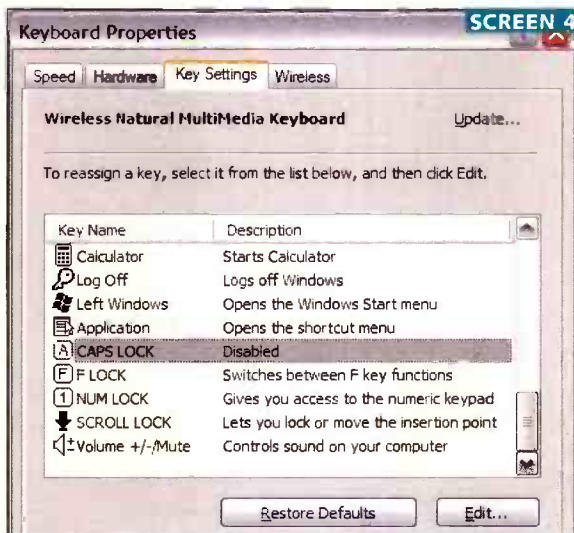 SCREEN 4
Keyboard Properties
Speed Hardware Key Settings Wireless
Wireless Natural MultiMedia Keyboard Update...
To reassign a key, select it from the list below, and then click Edit.
Key Name Description
Calculator Starts Calculator
Log Off Logs off Windows
Left Windows Opens the Windows Start menu
Application Opens the shortcut menu
A CAPS LOCK Disabled
F F LOCK Switches between F key functions
1 NUM LOCK Gives you access to the numeric keypad
SCROLL LOCK Lets you lock or move the insertion point
Volume +/-/Mute Controls sound on your computer
Restore Defaults Edit...